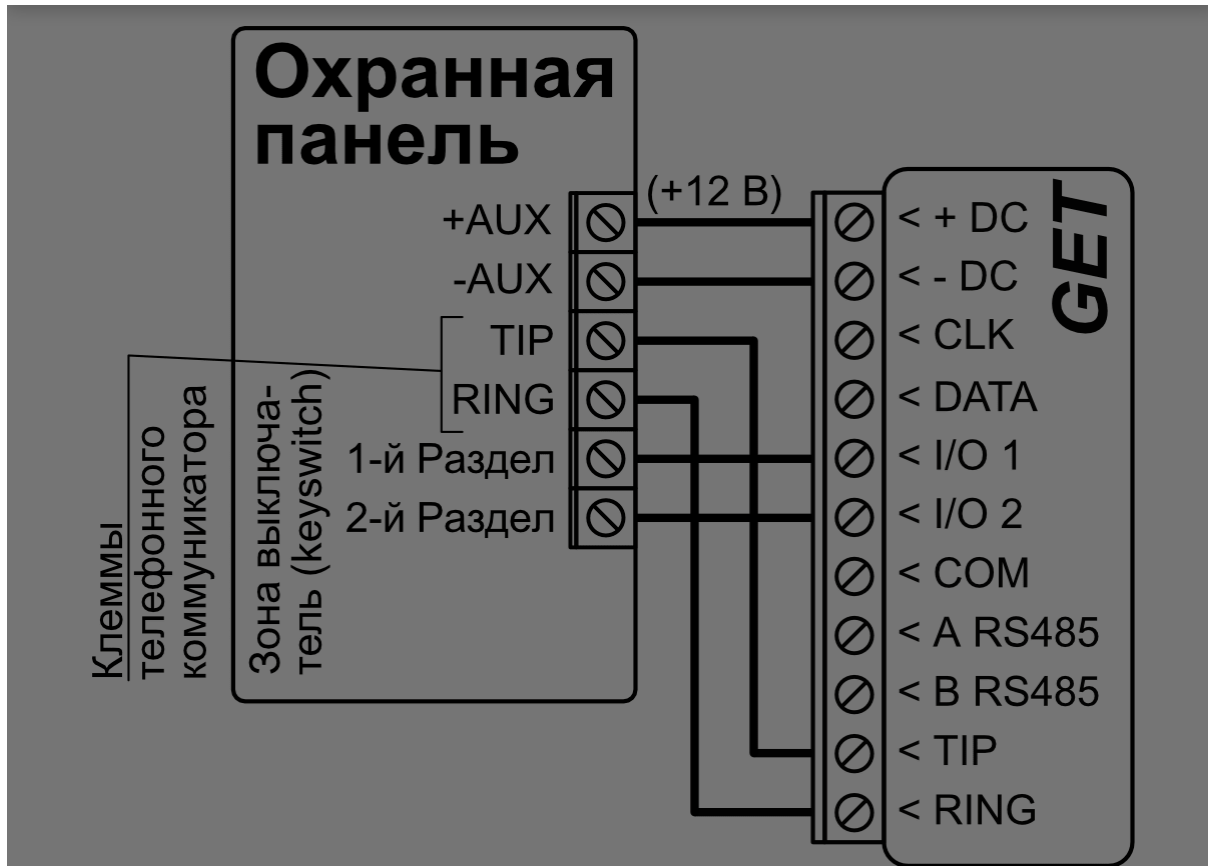 Охранная
панель
+AUX
-AUX
TIP
RING
1-й Раздел
2-й Раздел
(+12 В)
Клеммы
телефонного
коммуникатора
Зона выключа-
тель (keyswitch)
GET
< + DC
< - DC
< CLK
< DATA
< I/O 1
< I/O 2
< COM
< A RS485
< B RS485
< TIP
< RING